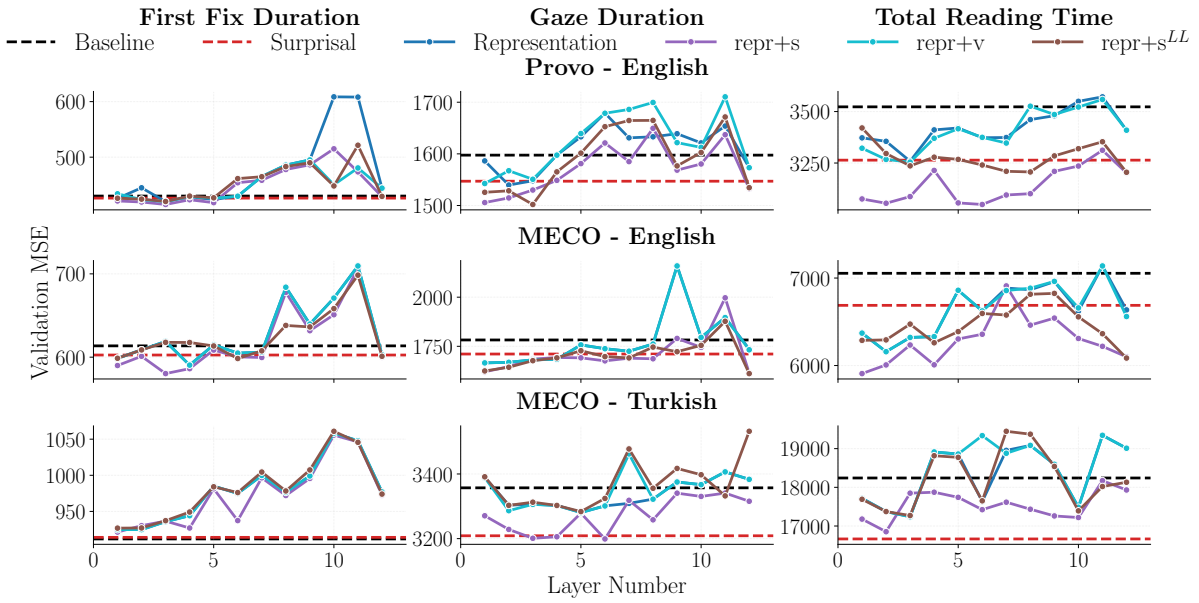 First Fix Duration Gaze Duration Total Reading Time
Baseline Surprisal Representation repr+s repr+v repr+s^LL
Provo - English
600 1700 3500
500 1600 3250
1500
MECO - English
700 2000 7000
600 1750 6000
MECO - Turkish
1050 3400 19000
1000 18000
950 3200 17000
0 5 10 0 5 10 0 5 10
Validation MSE
Layer Number